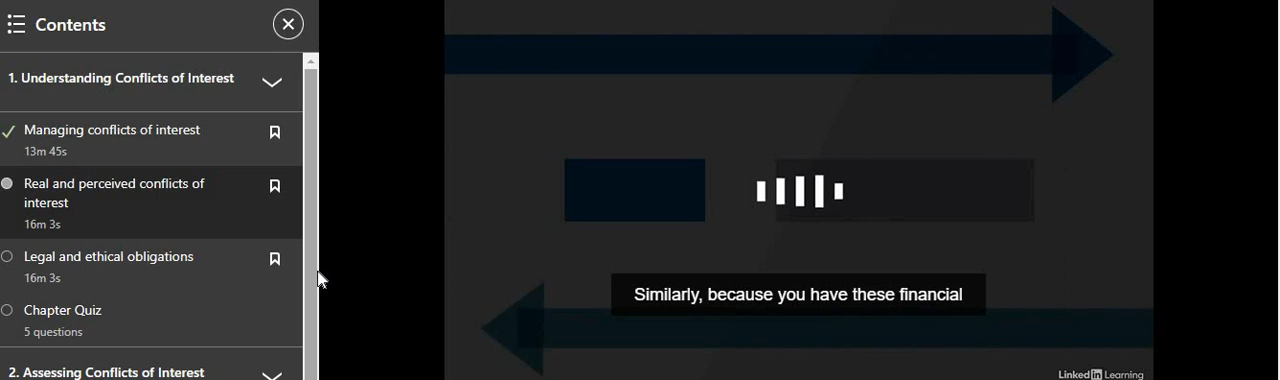 Contents
1. Understanding Conflicts of Interest
Managing conflicts of interest
13m 45s
Real and perceived conflicts of
interest
16m 3s
Legal and ethical obligations
16m 3s
Chapter Quiz
5 questions
2. Assessing Conflicts of Interest
Similarly, because you have these financial
Linked in Learning